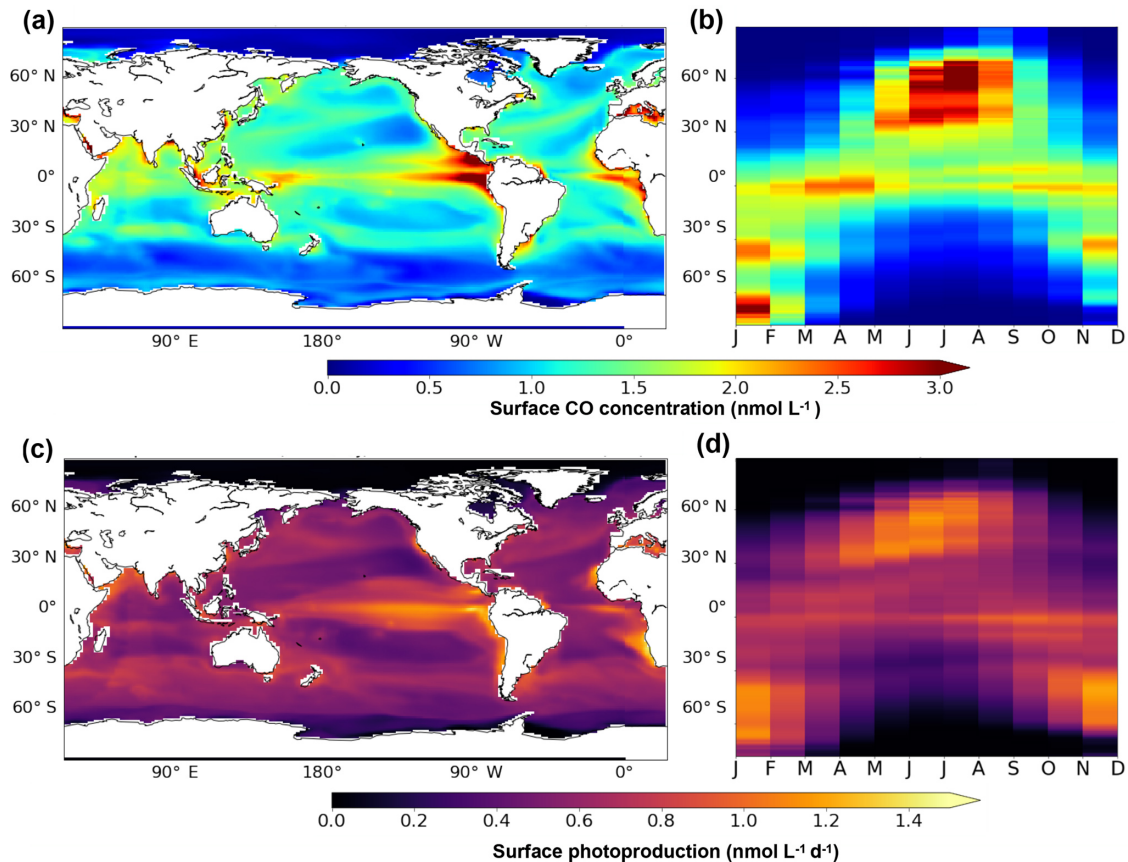 (a)
(b)
60° N
30° N
0°
30° S
60° S
90° E
180°
90° W
0°
60° N
30° N
0°
30° S
60° S
J F M A M J J A S O N D
0.0 0.5 1.0 1.5 2.0 2.5 3.0
Surface CO concentration (nmol L⁻¹ )
(c)
(d)
60° N
30° N
0°
30° S
60° S
90° E
180°
90° W
0°
60° N
30° N
0°
30° S
60° S
J F M A M J J A S O N D
0.0 0.2 0.4 0.6 0.8 1.0 1.2 1.4
Surface photoproduction (nmol L⁻¹ d⁻¹)